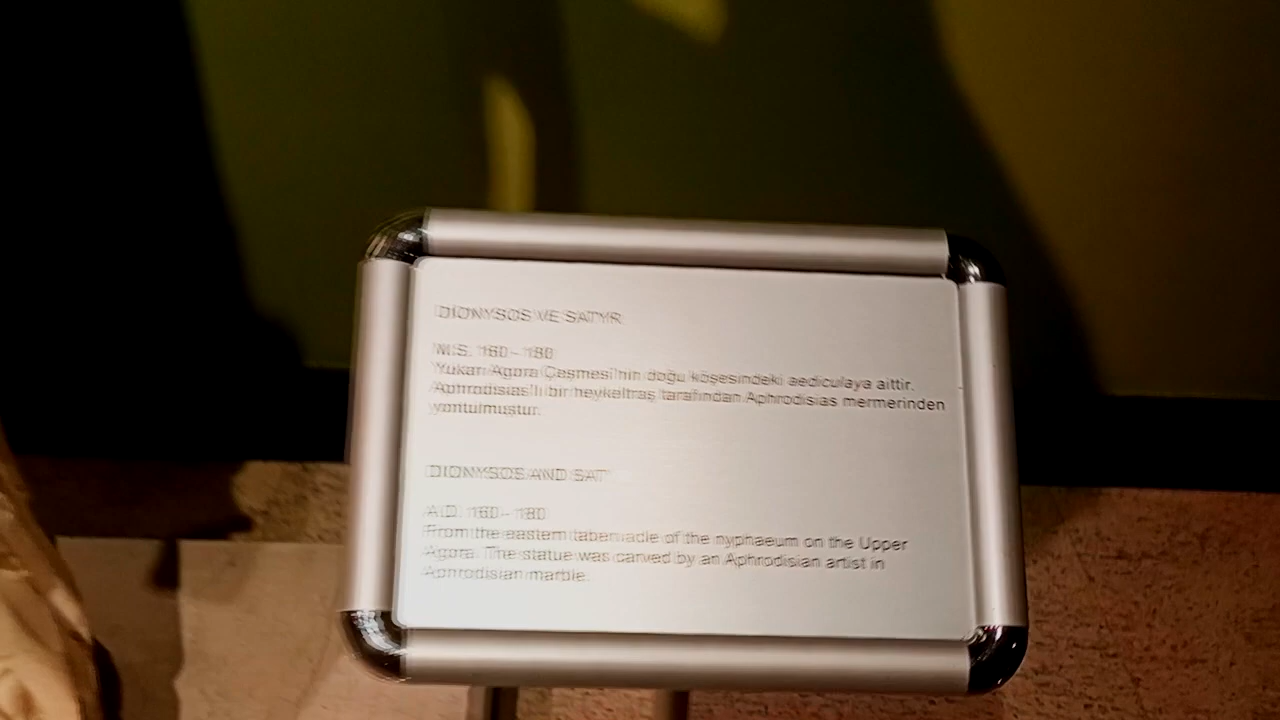 DIONYSOS VE SATYR
M.S. 160 - 180
Yukarı Agora Çeşmesi'nin doğu köşesindeki aediculaya aittir.
Aphrodisias'lı bir heykeltraş tarafından Aphrodisias mermerinden
yontulmuştur.
DIONYSOS AND SAT
A.D. 160 - 180
From the eastern tabernacle of the nyphaeum on the Upper
Agora. The statue was carved by an Aphrodisian artist in
Aphrodisian marble.